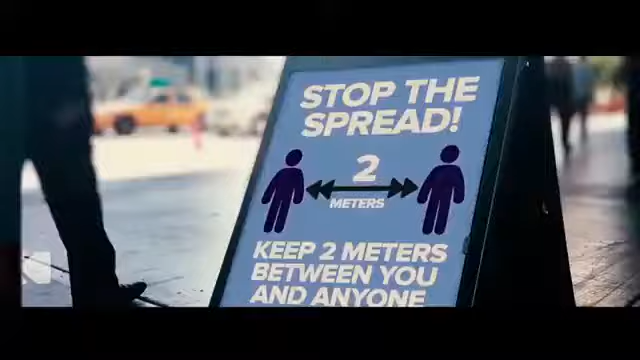 STOP THE
SPREAD!
2
METERS
KEEP 2 METERS
BETWEEN YOU
AND ANYONE